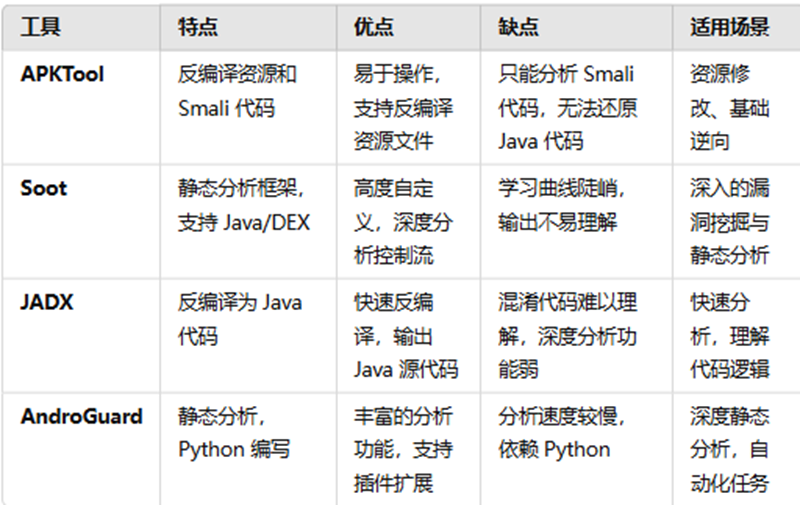 工具 特点 优点 缺点 适用场景
APKTool 反编译资源和 易于操作， 只能分析 Smali 资源修
Smali 代码 支持反编译 代码，无法还原 改、基础
资源文件 Java 代码 逆向
Soot 静态分析框架， 高度自定 学习曲线陡峭， 深入的漏
支持 Java/DEX 义，深度分 输出不易理解 洞挖掘与
析控制流 静态分析
JADX 反编译为 Java 快速反编 混淆代码难以理 快速分
代码 译，输出 解，深度分析功 析，理解
Java 源代码 能弱 代码逻辑
AndroGuard 静态分析， 丰富的分析 分析速度较慢， 深度静态
Python 编写 功能，支持 依赖 Python 分析，自
插件扩展 动化任务